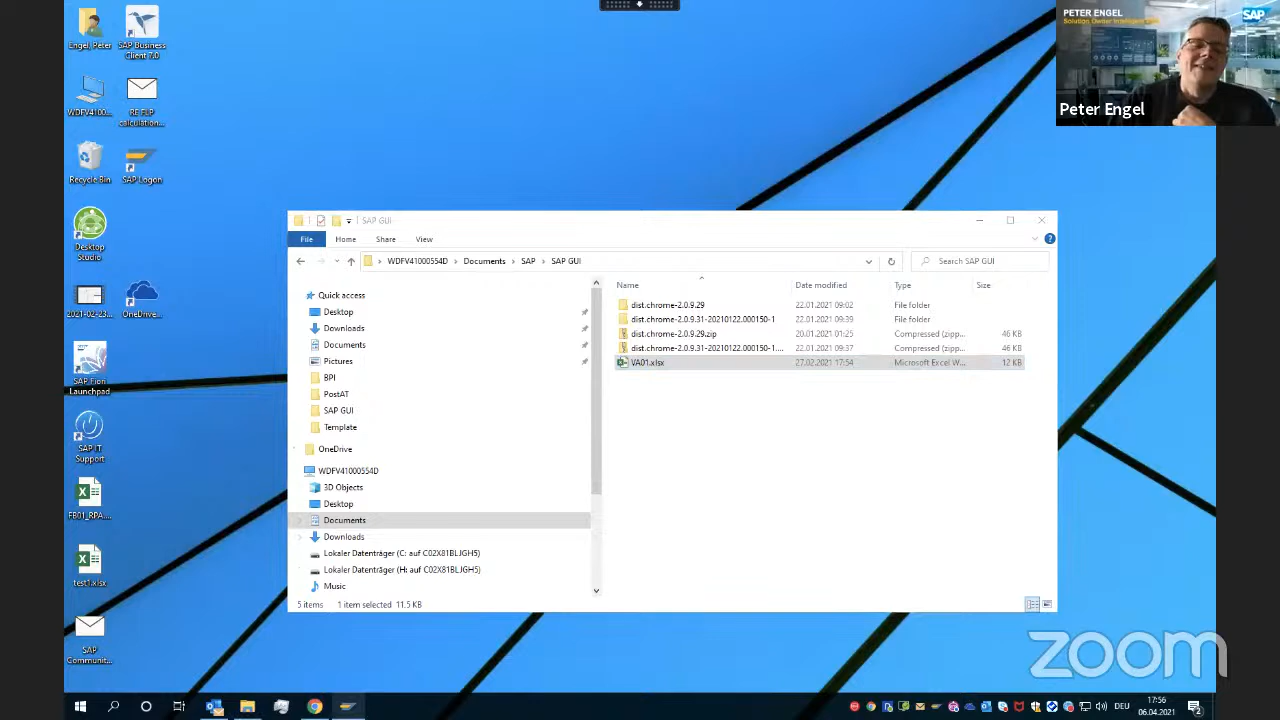 PETER ENGEL
SAP
Peter Engel
Engel, Peter
SAP Business
Client 7.0
WDFV4100...
RE FLP
calculation...
Recycle Bin
SAP Logon
Desktop
Studio
2021-02-23...
OneDrive...
SAP Fiori
Launchpad
SAP IT
Support
FB01_RPA...
test1.xlsx
SAP
Communit...
SAP GUI
File
Home
Share
View
WDFV41000554D
Documents
SAP
SAP GUI
Search SAP GUI
Quick access
Desktop
Downloads
Documents
Pictures
BPI
PostAT
SAP GUI
Template
OneDrive
WDFV41000554D
3D Objects
Desktop
Documents
Downloads
Lokaler Datenträger (C: auf C02X81BLJGH5)
Lokaler Datenträger (H: auf C02X81BLJGH5)
Music
Name Date modified Type Size
dist.chrome-2.0.9.29 22.01.2021 09:02 File folder
dist.chrome-2.0.9.31-20210122.000150-1 22.01.2021 09:39 File folder
dist.chrome-2.0.9.29.zip 20.01.2021 01:25 Compressed (zipp... 46 KB
dist.chrome-2.0.9.31-20210122.000150-1.... 22.01.2021 09:37 Compressed (zipp... 46 KB
VA01.xlsx 27.02.2021 17:54 Microsoft Excel W... 12 KB
5 items 1 item selected 11.5 KB
zoom
DEU
17:56
06.04.2021
2